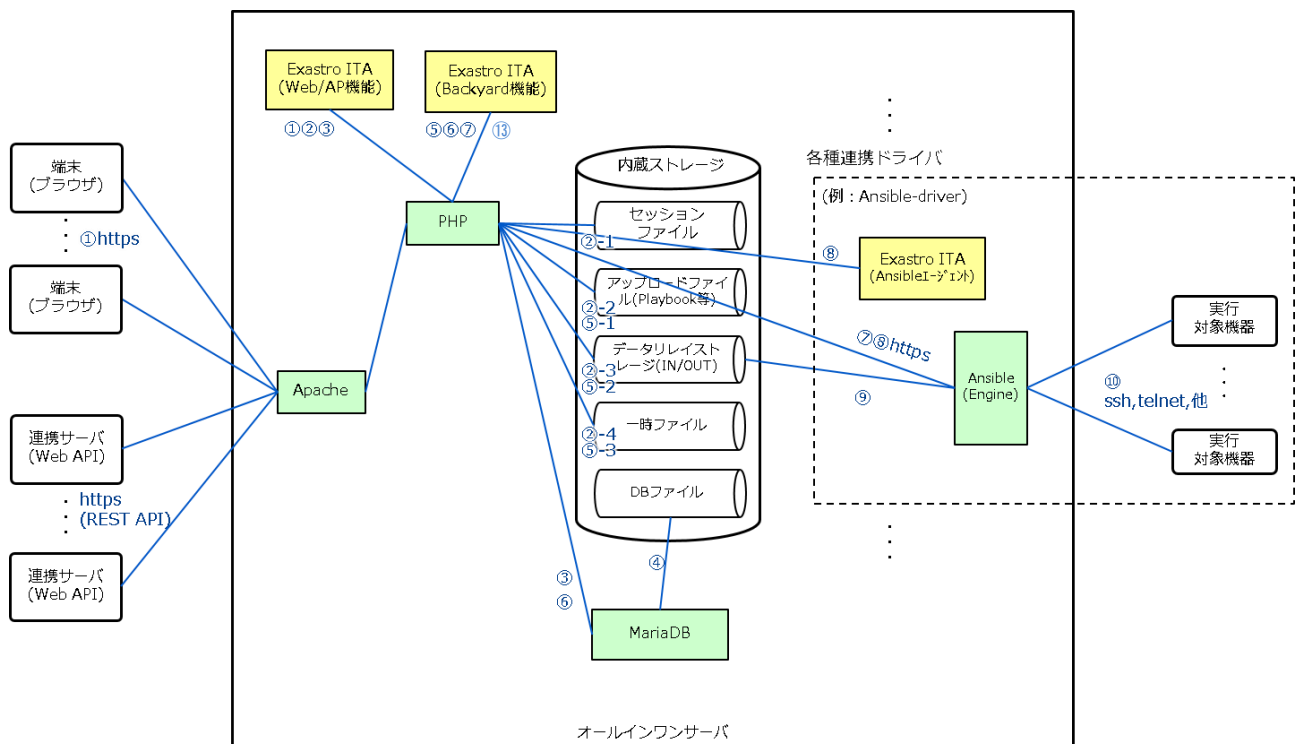 Exastro ITA
(Web/AP機能)
Exastro ITA
(Backyard機能)
①②③
⑤⑥⑦
⑬
各種連携ドライバ
(例：Ansible-driver)
端末
(ブラウザ)
①https
端末
(ブラウザ)
PHP
Apache
連携サーバ
(Web API)
https
(REST API)
連携サーバ
(Web API)
内蔵ストレージ
セッション
ファイル
②-1
アップロードファイ
ル(Playbook等)
②-2
⑤-1
データリレイスト
レージ(IN/OUT)
②-3
⑤-2
一時ファイル
②-4
⑤-3
DBファイル
④
③
⑥
MariaDB
⑧
Exastro ITA
(Ansibleｴｰｼﾞｪﾝﾄ)
⑦⑧https
⑨
Ansible
(Engine)
実行
対象機器
⑩
ssh,telnet,他
実行
対象機器
オールインワンサーバ